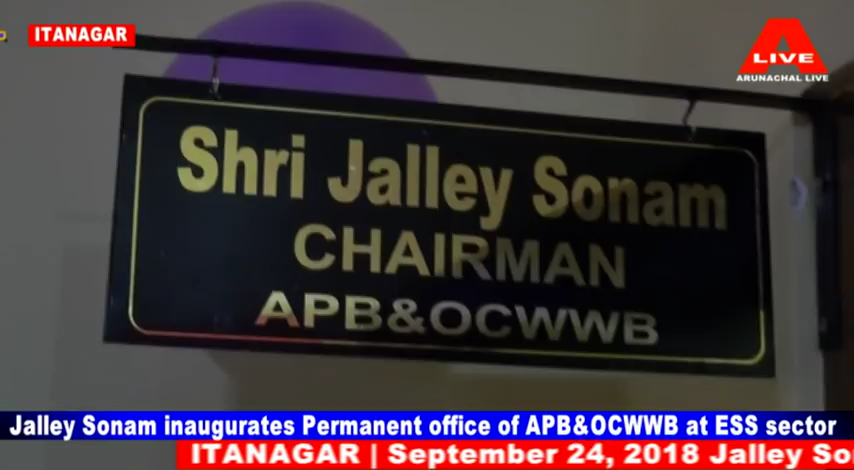 ITANAGAR
A
LIVE
ARUNACHAL LIVE
Shri Jalley Sonam
CHAIRMAN
APB&OCWWB
Jalley Sonam inaugurates Permanent office of APB&OCWWB at ESS sector
ITANAGAR | September 24, 2018 Jalley So